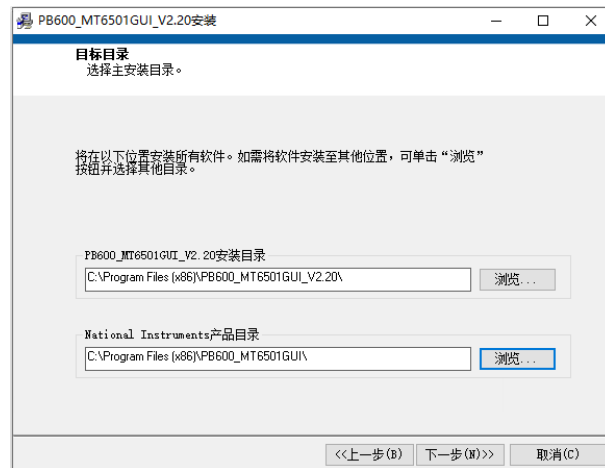 PB600_MT6501GUI_V2.20安装
目标目录
选择主安装目录。
将在以下位置安装所有软件。如需将软件安装至其他位置，可单击“浏览”
按钮并选择其他目录。
PB600_MT6501GUI_V2.20安装目录
C:\Program Files (x86)\PB600_MT6501GUI_V2.20\
浏览...
National Instruments产品目录
C:\Program Files (x86)\PB600_MT6501GUI\
浏览...
<<上一步(B) 下一步(N)>> 取消(C)